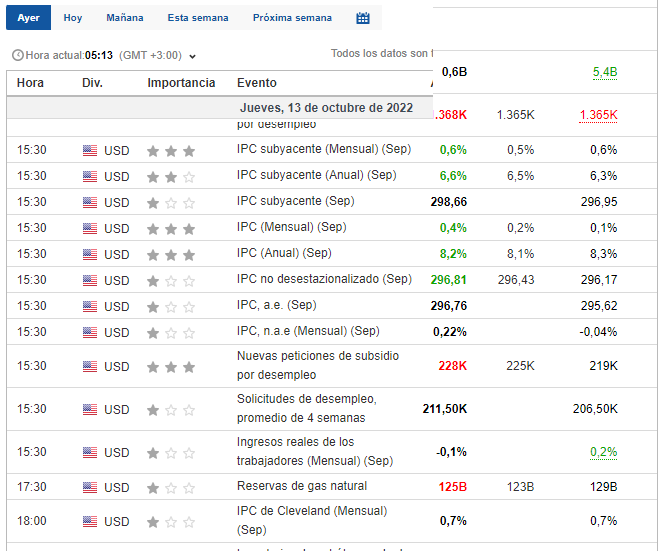 Ayer Hoy Mañana Esta semana Próxima semana
Hora actual:05:13 (GMT +3:00) Todos los datos son
0,6B 5,4B
Hora Div. Importancia Evento
Jueves, 13 de octubre de 2022
por desempleo .368K 1.365K 1.365K
15:30 USD IPC subyacente (Mensual) (Sep) 0,6% 0,5% 0,6%
15:30 USD IPC subyacente (Anual) (Sep) 6,6% 6,5% 6,3%
15:30 USD IPC subyacente (Sep) 298,66 296,95
15:30 USD IPC (Mensual) (Sep) 0,4% 0,2% 0,1%
15:30 USD IPC (Anual) (Sep) 8,2% 8,1% 8,3%
15:30 USD IPC no desestazionalizado (Sep) 296,81 296,43 296,17
15:30 USD IPC, a.e. (Sep) 296,76 295,62
15:30 USD IPC, n.a.e (Mensual) (Sep) 0,22% -0,04%
15:30 USD Nuevas peticiones de subsidio 228K 225K 219K
por desempleo
15:30 USD Solicitudes de desempleo, 211,50K 206,50K
promedio de 4 semanas
15:30 USD Ingresos reales de los -0,1% 0,2%
trabajadores (Mensual) (Sep)
17:30 USD Reservas de gas natural 125B 123B 129B
18:00 USD IPC de Cleveland (Mensual) 0,7% 0,7%
(Sep)